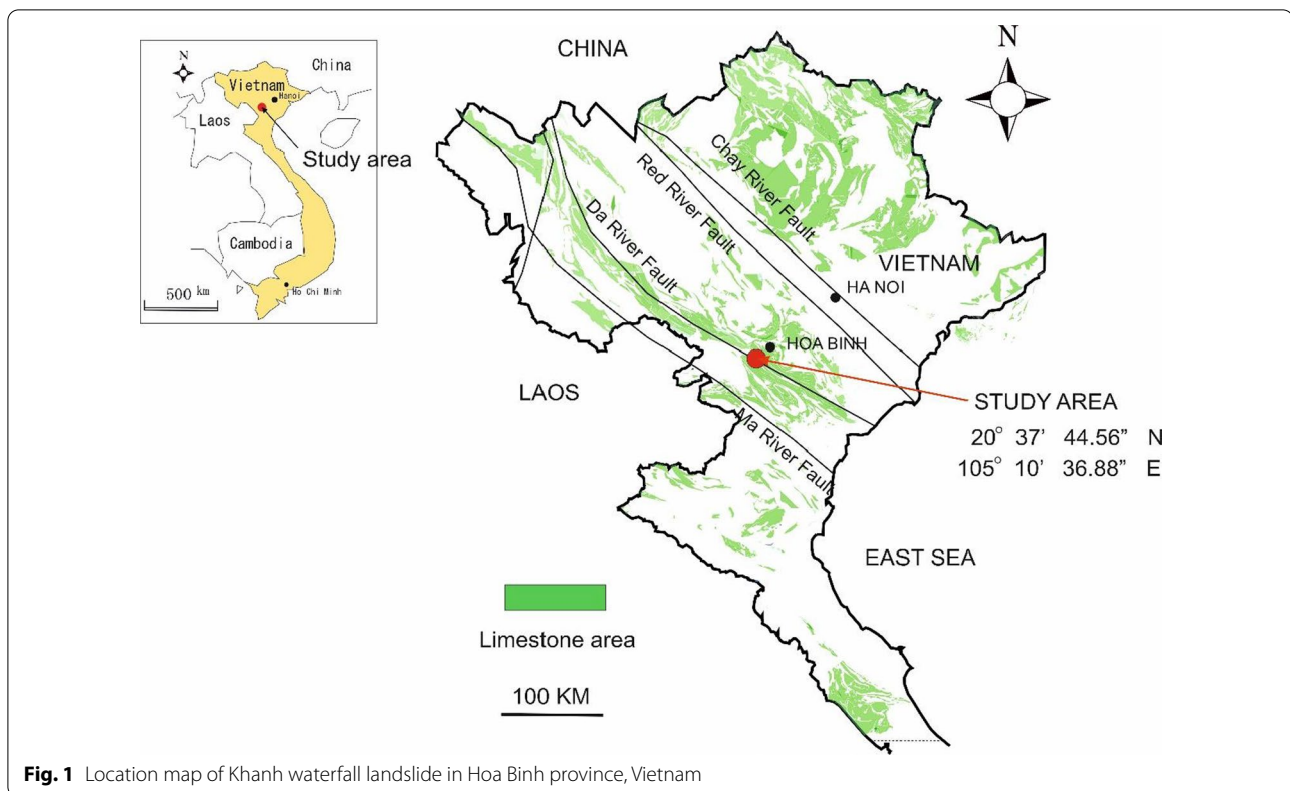 N
China
Vietnam
Hanoi
Laos
Study area
Cambodia
Ho Chi Minh
500 km
CHINA
N
Chay River Fault
Red River Fault
Da River Fault
VIETNAM
HA NOI
HOA BINH
LAOS
STUDY AREA
20° 37' 44.56" N
105° 10' 36.88" E
Ma River Fault
EAST SEA
Limestone area
100 KM
Fig. 1 Location map of Khanh waterfall landslide in Hoa Binh province, Vietnam